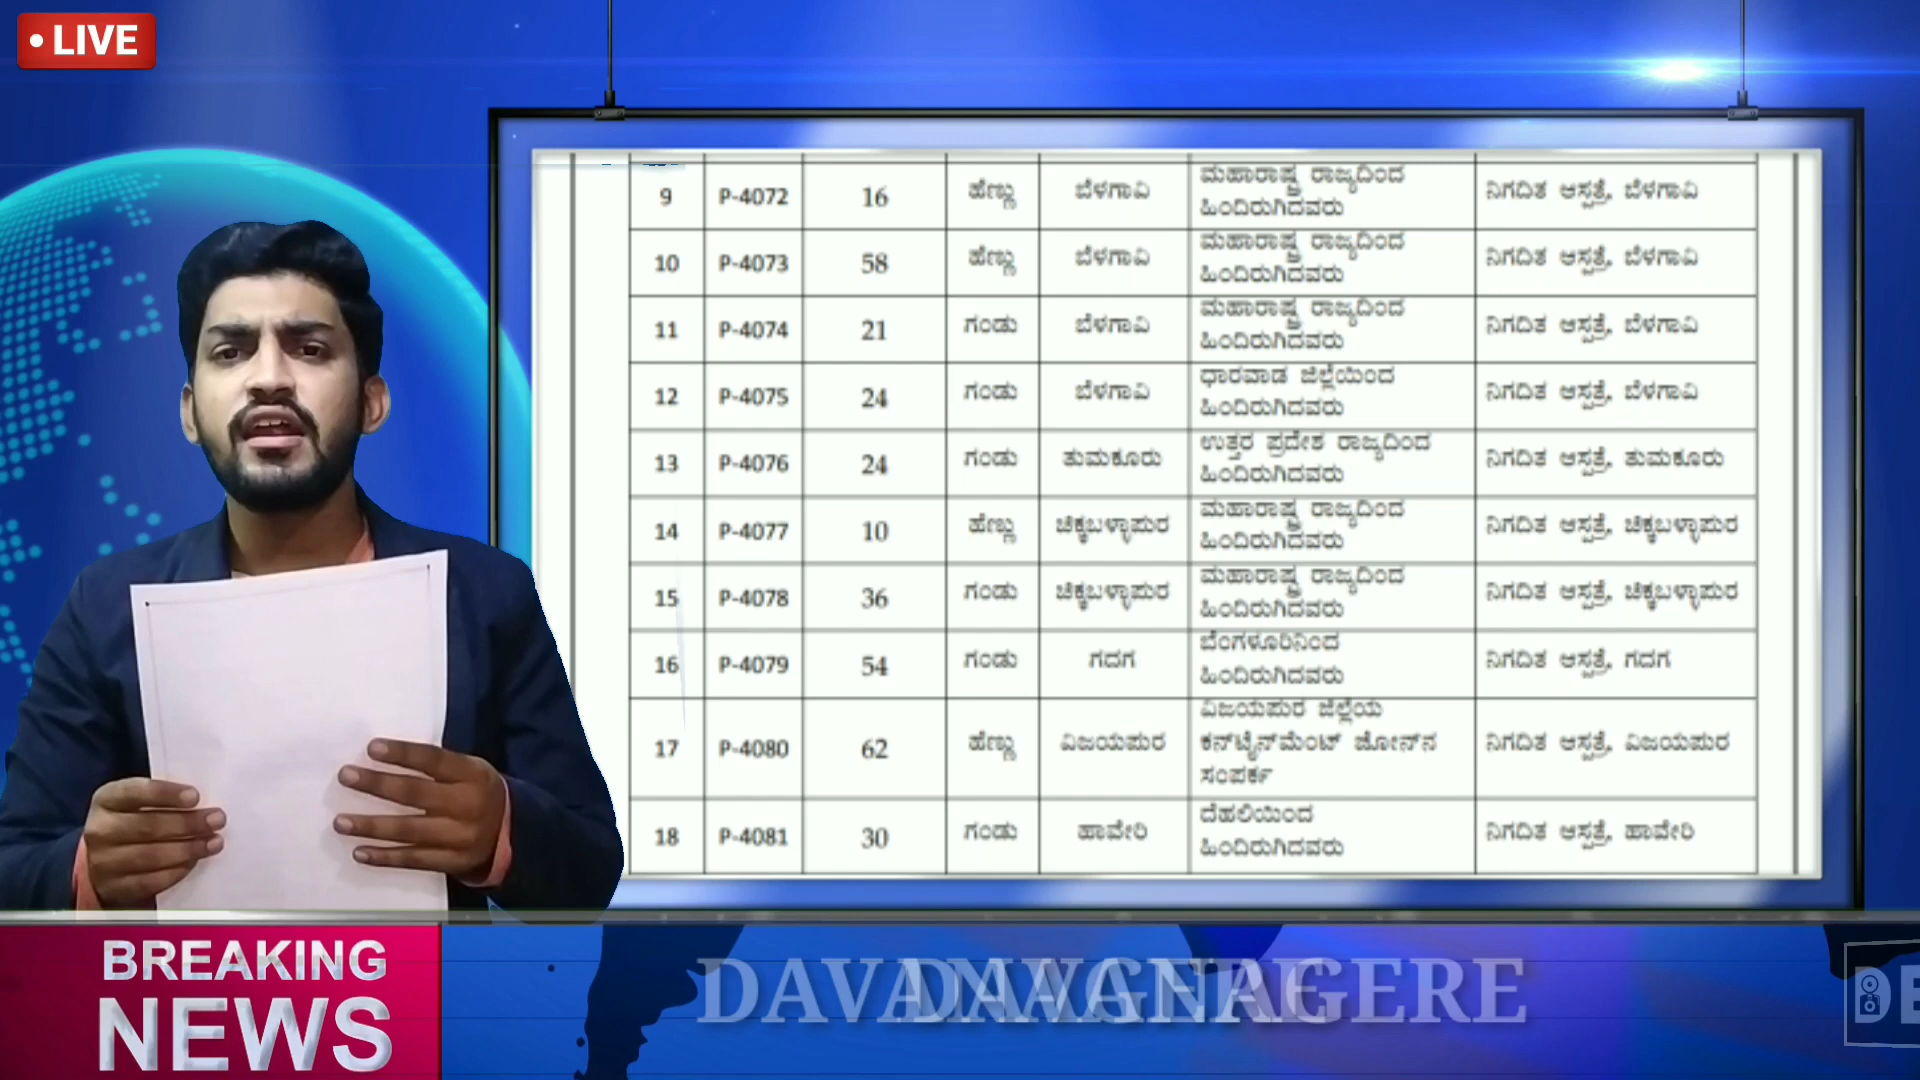 • LIVE
9 P-4072 16 ಹೆಣ್ಣು ಬೆಳಗಾವಿ ಮಹಾರಾಷ್ಟ್ರ ರಾಜ್ಯದಿಂದ
ಹಿಂದಿರುಗಿದವರು ನಿಗದಿತ ಆಸ್ಪತ್ರೆ, ಬೆಳಗಾವಿ
10 P-4073 58 ಹೆಣ್ಣು ಬೆಳಗಾವಿ ಮಹಾರಾಷ್ಟ್ರ ರಾಜ್ಯದಿಂದ
ಹಿಂದಿರುಗಿದವರು ನಿಗದಿತ ಆಸ್ಪತ್ರೆ, ಬೆಳಗಾವಿ
11 P-4074 21 ಗಂಡು ಬೆಳಗಾವಿ ಮಹಾರಾಷ್ಟ್ರ ರಾಜ್ಯದಿಂದ
ಹಿಂದಿರುಗಿದವರು ನಿಗದಿತ ಆಸ್ಪತ್ರೆ, ಬೆಳಗಾವಿ
12 P-4075 24 ಗಂಡು ಬೆಳಗಾವಿ ಧಾರವಾಡ ಜಿಲ್ಲೆಯಿಂದ
ಹಿಂದಿರುಗಿದವರು ನಿಗದಿತ ಆಸ್ಪತ್ರೆ, ಬೆಳಗಾವಿ
13 P-4076 24 ಗಂಡು ತುಮಕೂರು ಉತ್ತರ ಪ್ರದೇಶ ರಾಜ್ಯದಿಂದ
ಹಿಂದಿರುಗಿದವರು ನಿಗದಿತ ಆಸ್ಪತ್ರೆ, ತುಮಕೂರು
14 P-4077 10 ಹೆಣ್ಣು ಚಿಕ್ಕಬಳ್ಳಾಪುರ ಮಹಾರಾಷ್ಟ್ರ ರಾಜ್ಯದಿಂದ
ಹಿಂದಿರುಗಿದವರು ನಿಗದಿತ ಆಸ್ಪತ್ರೆ, ಚಿಕ್ಕಬಳ್ಳಾಪುರ
15 P-4078 36 ಗಂಡು ಚಿಕ್ಕಬಳ್ಳಾಪುರ ಮಹಾರಾಷ್ಟ್ರ ರಾಜ್ಯದಿಂದ
ಹಿಂದಿರುಗಿದವರು ನಿಗದಿತ ಆಸ್ಪತ್ರೆ, ಚಿಕ್ಕಬಳ್ಳಾಪುರ
16 P-4079 54 ಗಂಡು ಗದಗ ಬೆಂಗಳೂರಿನಿಂದ
ಹಿಂದಿರುಗಿದವರು ನಿಗದಿತ ಆಸ್ಪತ್ರೆ, ಗದಗ
17 P-4080 62 ಹೆಣ್ಣು ವಿಜಯಪುರ ವಿಜಯಪುರ ಜಿಲ್ಲೆಯ
ಕನ್‌ಟೈನ್‌ಮೆಂಟ್ ಜೋನ್‌ನ
ಸಂಪರ್ಕ ನಿಗದಿತ ಆಸ್ಪತ್ರೆ, ವಿಜಯಪುರ
18 P-4081 30 ಗಂಡು ಹಾವೇರಿ ದೆಹಲಿಯಿಂದ
ಹಿಂದಿರುಗಿದವರು ನಿಗದಿತ ಆಸ್ಪತ್ರೆ, ಹಾವೇರಿ
BREAKING
NEWS